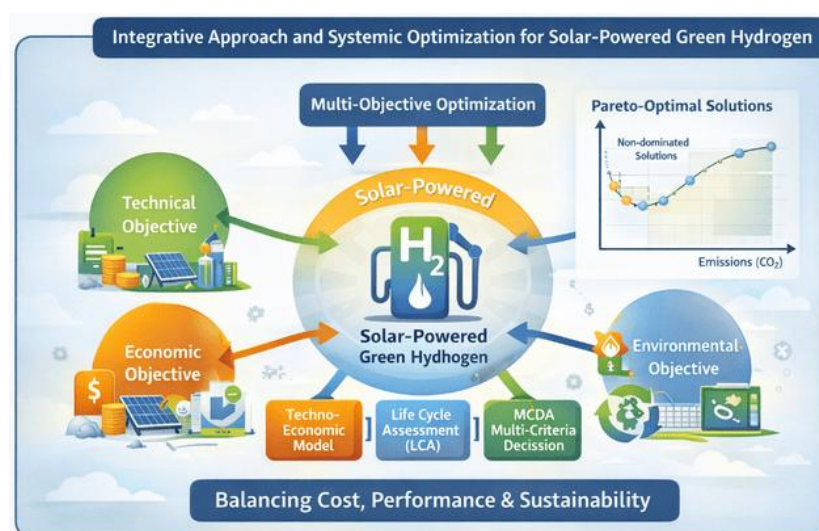 Integrative Approach and Systemic Optimization for Solar-Powered Green Hydrogen
Multi-Objective Optimization
Pareto-Optimal Solutions
Non-dominated
Solutions
Emissions (CO₂)
Technical
Objective
Solar-Powered
H₂
Solar-Powered
Green Hydhogen
Economic
Objective
$
Environmental
Objective
$
Techno-
Economic
Model
]
Life Cycle
Assessment
(LCA)
]
MCDA
Multi-Criteria
Decission
Balancing Cost, Performance & Sustainability